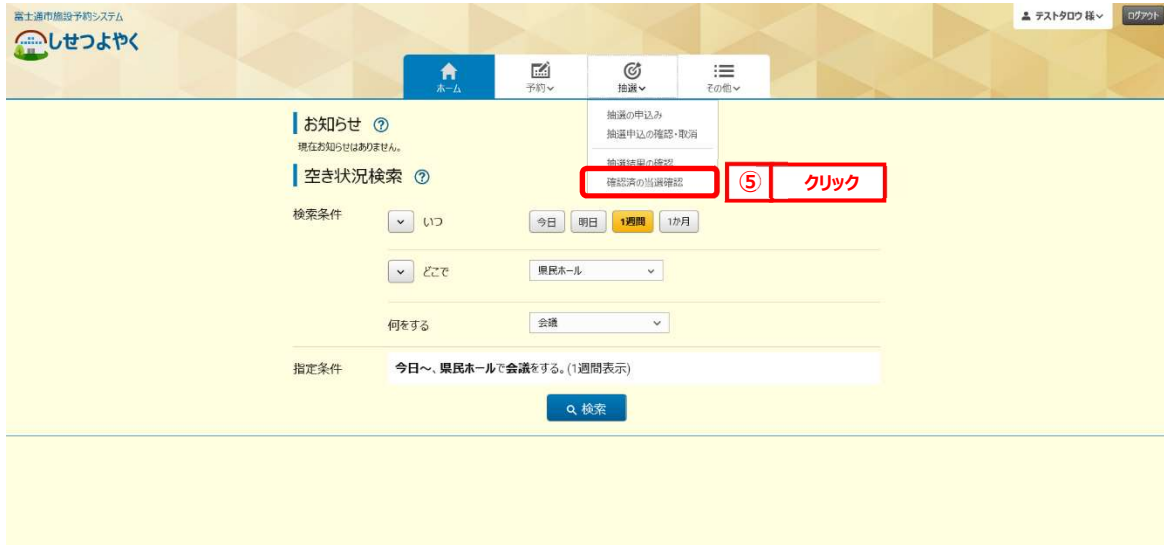 富士通市施設予約システム
しせつよやく
テストタロウ 様
ログアウト
ホーム
予約
抽選
その他
抽選の申込み
抽選申込の確認・取消
抽選結果の確認
確認済の当選確認
⑤ クリック
お知らせ ?
現在お知らせはありません。
空き状況検索 ?
検索条件 いつ 今日 明日 1週間 1か月
どこで 県民ホール
何をする 会議
指定条件 今日～、県民ホールで会議をする。(1週間表示)
検索